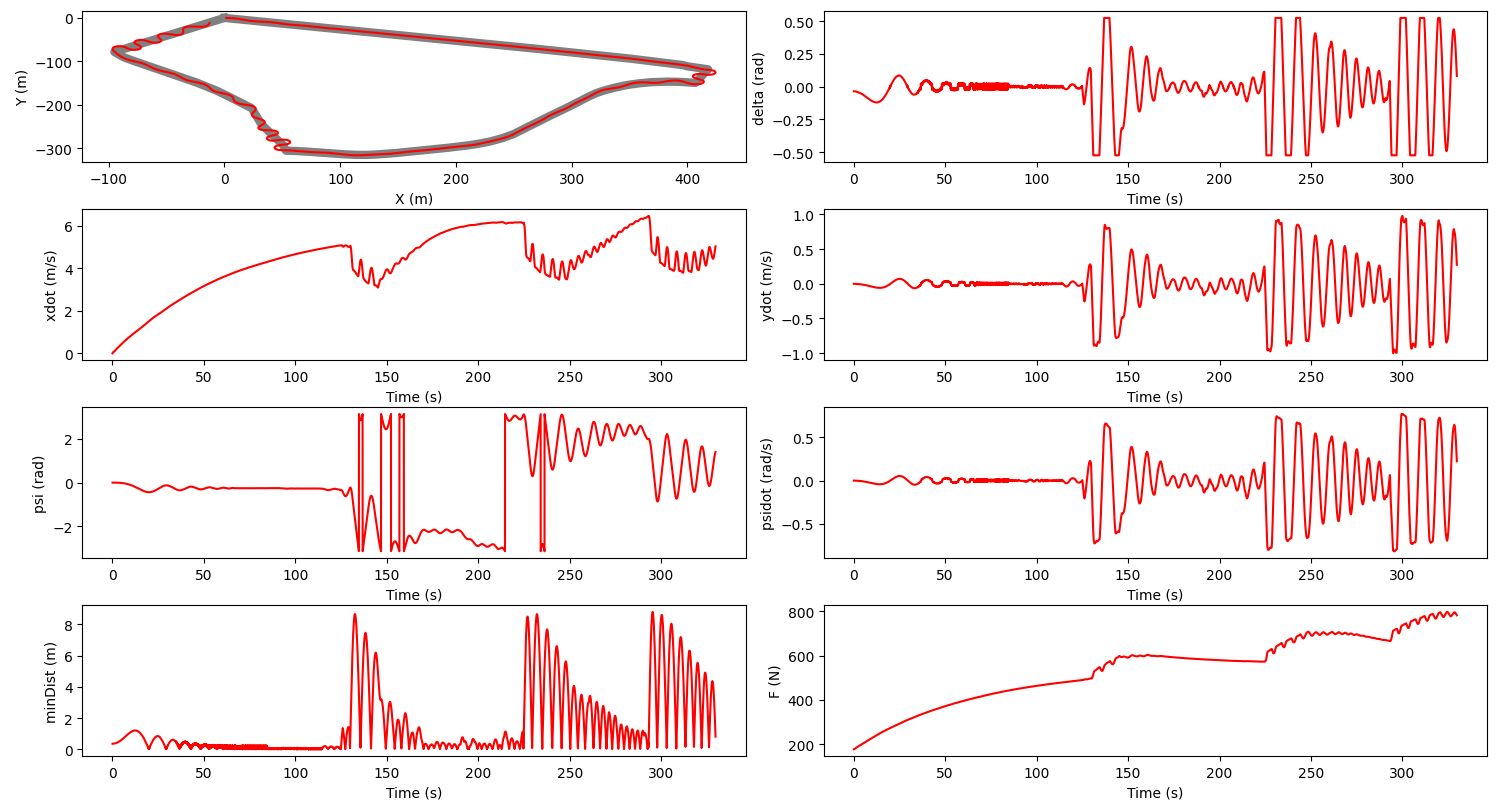 0
−100
−200
−300
Y (m)
−100 0 100 200 300 400
X (m)
0.50
0.25
0.00
−0.25
−0.50
delta (rad)
0 50 100 150 200 250 300
Time (s)
6
4
2
0
xdot (m/s)
0 50 100 150 200 250 300
Time (s)
1.0
0.5
0.0
−0.5
−1.0
ydot (m/s)
0 50 100 150 200 250 300
Time (s)
2
0
−2
psi (rad)
0 50 100 150 200 250 300
Time (s)
0.5
0.0
−0.5
psidot (rad/s)
0 50 100 150 200 250 300
Time (s)
8
6
4
2
0
minDist (m)
0 50 100 150 200 250 300
Time (s)
800
600
400
200
F (N)
0 50 100 150 200 250 300
Time (s)